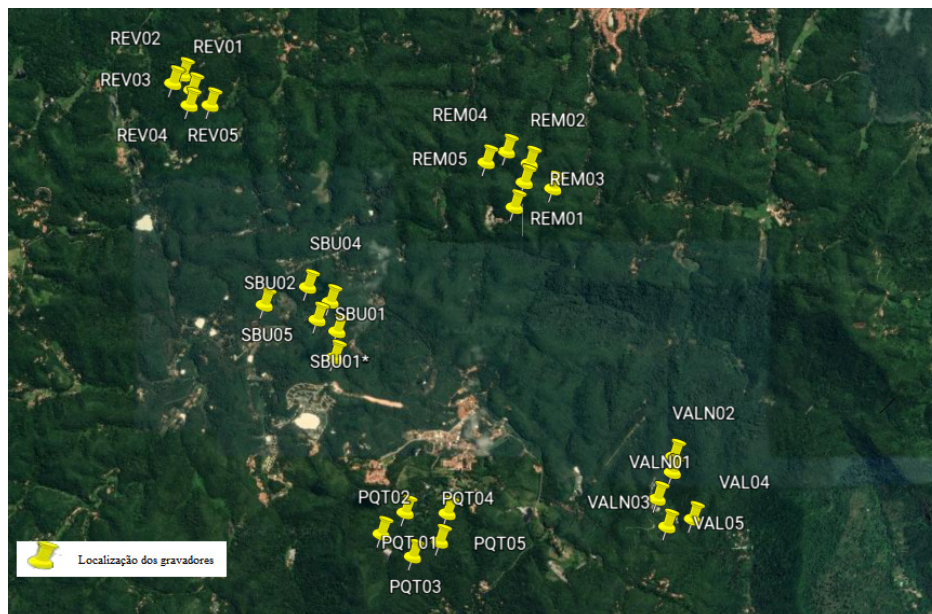 REV02
REV01
REV03
REV04
REV05
REM04
REM02
REM05
REM03
REM01
SBU04
SBU02
SBU01
SBU05
SBU01*
VALN02
VALN01
VAL04
VALN03
VAL05
PQT02
PQT04
PQT 01
PQT05
PQT03
Localização dos gravadores